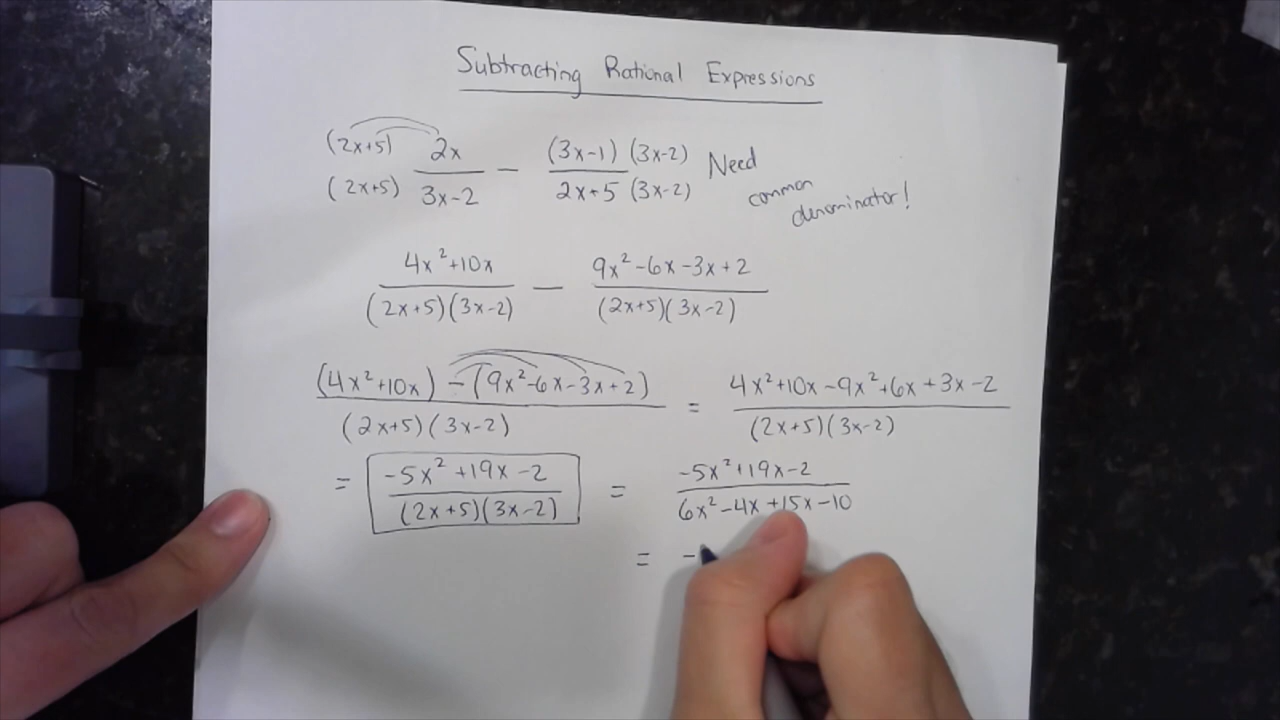 Subtracting Rational Expressions
(2x+5) 2x - (3x-1) (3x-2) Need
(2x+5) 3x-2 2x+5 (3x-2) common
denominator!
4x²+10x - 9x²-6x-3x+2
(2x+5)(3x-2) (2x+5)(3x-2)
(4x²+10x) - (9x²-6x-3x+2) = 4x²+10x-9x²+6x+3x-2
(2x+5)(3x-2) (2x+5)(3x-2)
= -5x²+19x-2 = -5x²+19x-2
(2x+5)(3x-2) 6x²-4x+15x-10
= -